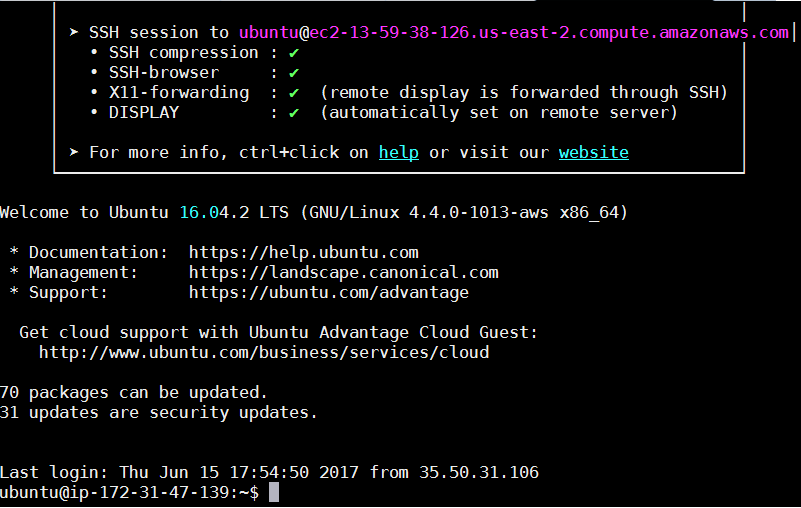 ➤ SSH session to ubuntu@ec2-13-59-38-126.us-east-2.compute.amazonaws.com
• SSH compression : ✔
• SSH-browser     : ✔
• X11-forwarding  : ✔  (remote display is forwarded through SSH)
• DISPLAY         : ✔  (automatically set on remote server)
➤ For more info, ctrl+click on help or visit our website
Welcome to Ubuntu 16.04.2 LTS (GNU/Linux 4.4.0-1013-aws x86_64)
* Documentation:  https://help.ubuntu.com
* Management:     https://landscape.canonical.com
* Support:        https://ubuntu.com/advantage
Get cloud support with Ubuntu Advantage Cloud Guest:
http://www.ubuntu.com/business/services/cloud
70 packages can be updated.
31 updates are security updates.
Last login: Thu Jun 15 17:54:50 2017 from 35.50.31.106
ubuntu@ip-172-31-47-139:~$